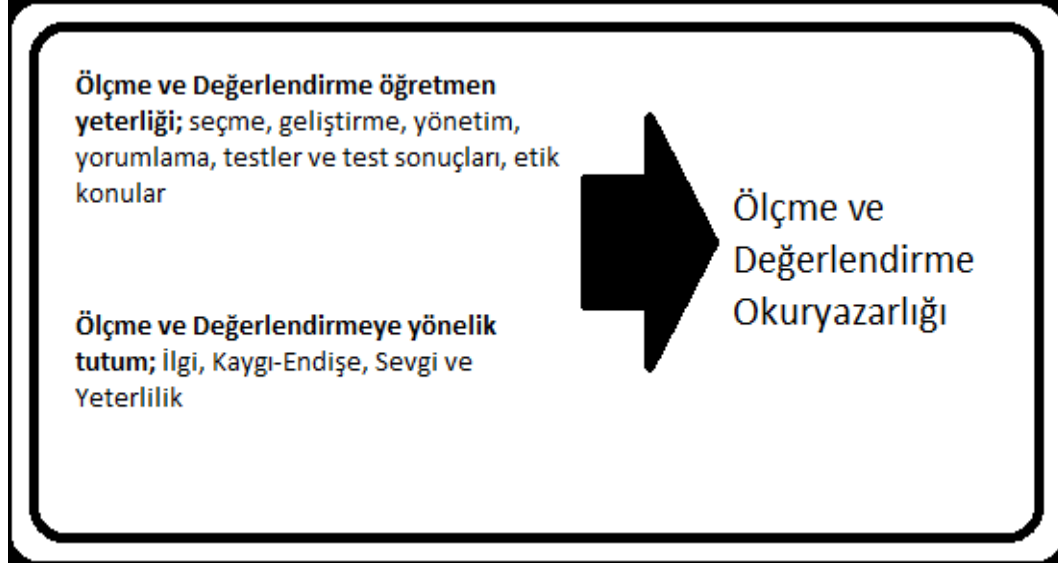 Ölçme ve Değerlendirme öğretmen
yeterliği; seçme, geliştirme, yönetim,
yorumlama, testler ve test sonuçları, etik
konular
Ölçme ve Değerlendirmeye yönelik
tutum; İlgi, Kaygı-Endişe, Sevgi ve
Yeterlilik
Ölçme ve
Değerlendirme
Okuryazarlığı